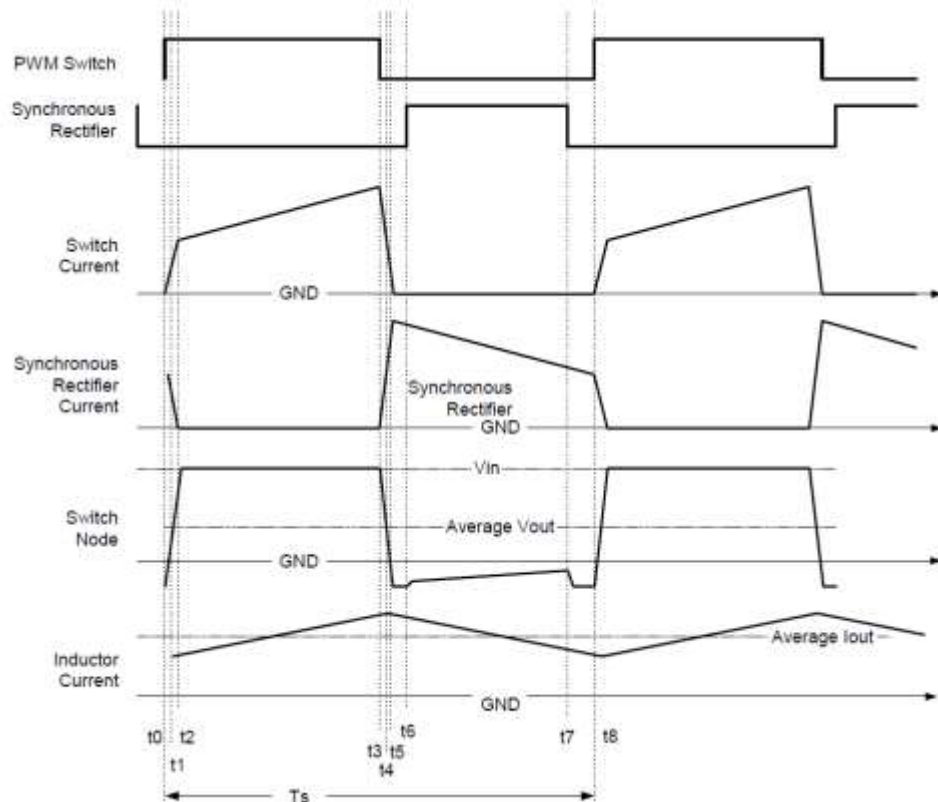 PWM Switch
Synchronous
Rectifier
Switch
Current
GND
Synchronous
Rectifier
Current
Synchronous
Rectifier
GND
Vin
Switch
Node
Average Vout
GND
Average Iout
Inductor
Current
GND
t0 t2 t3 t5 t6 t7 t8
t1 t4
Ts